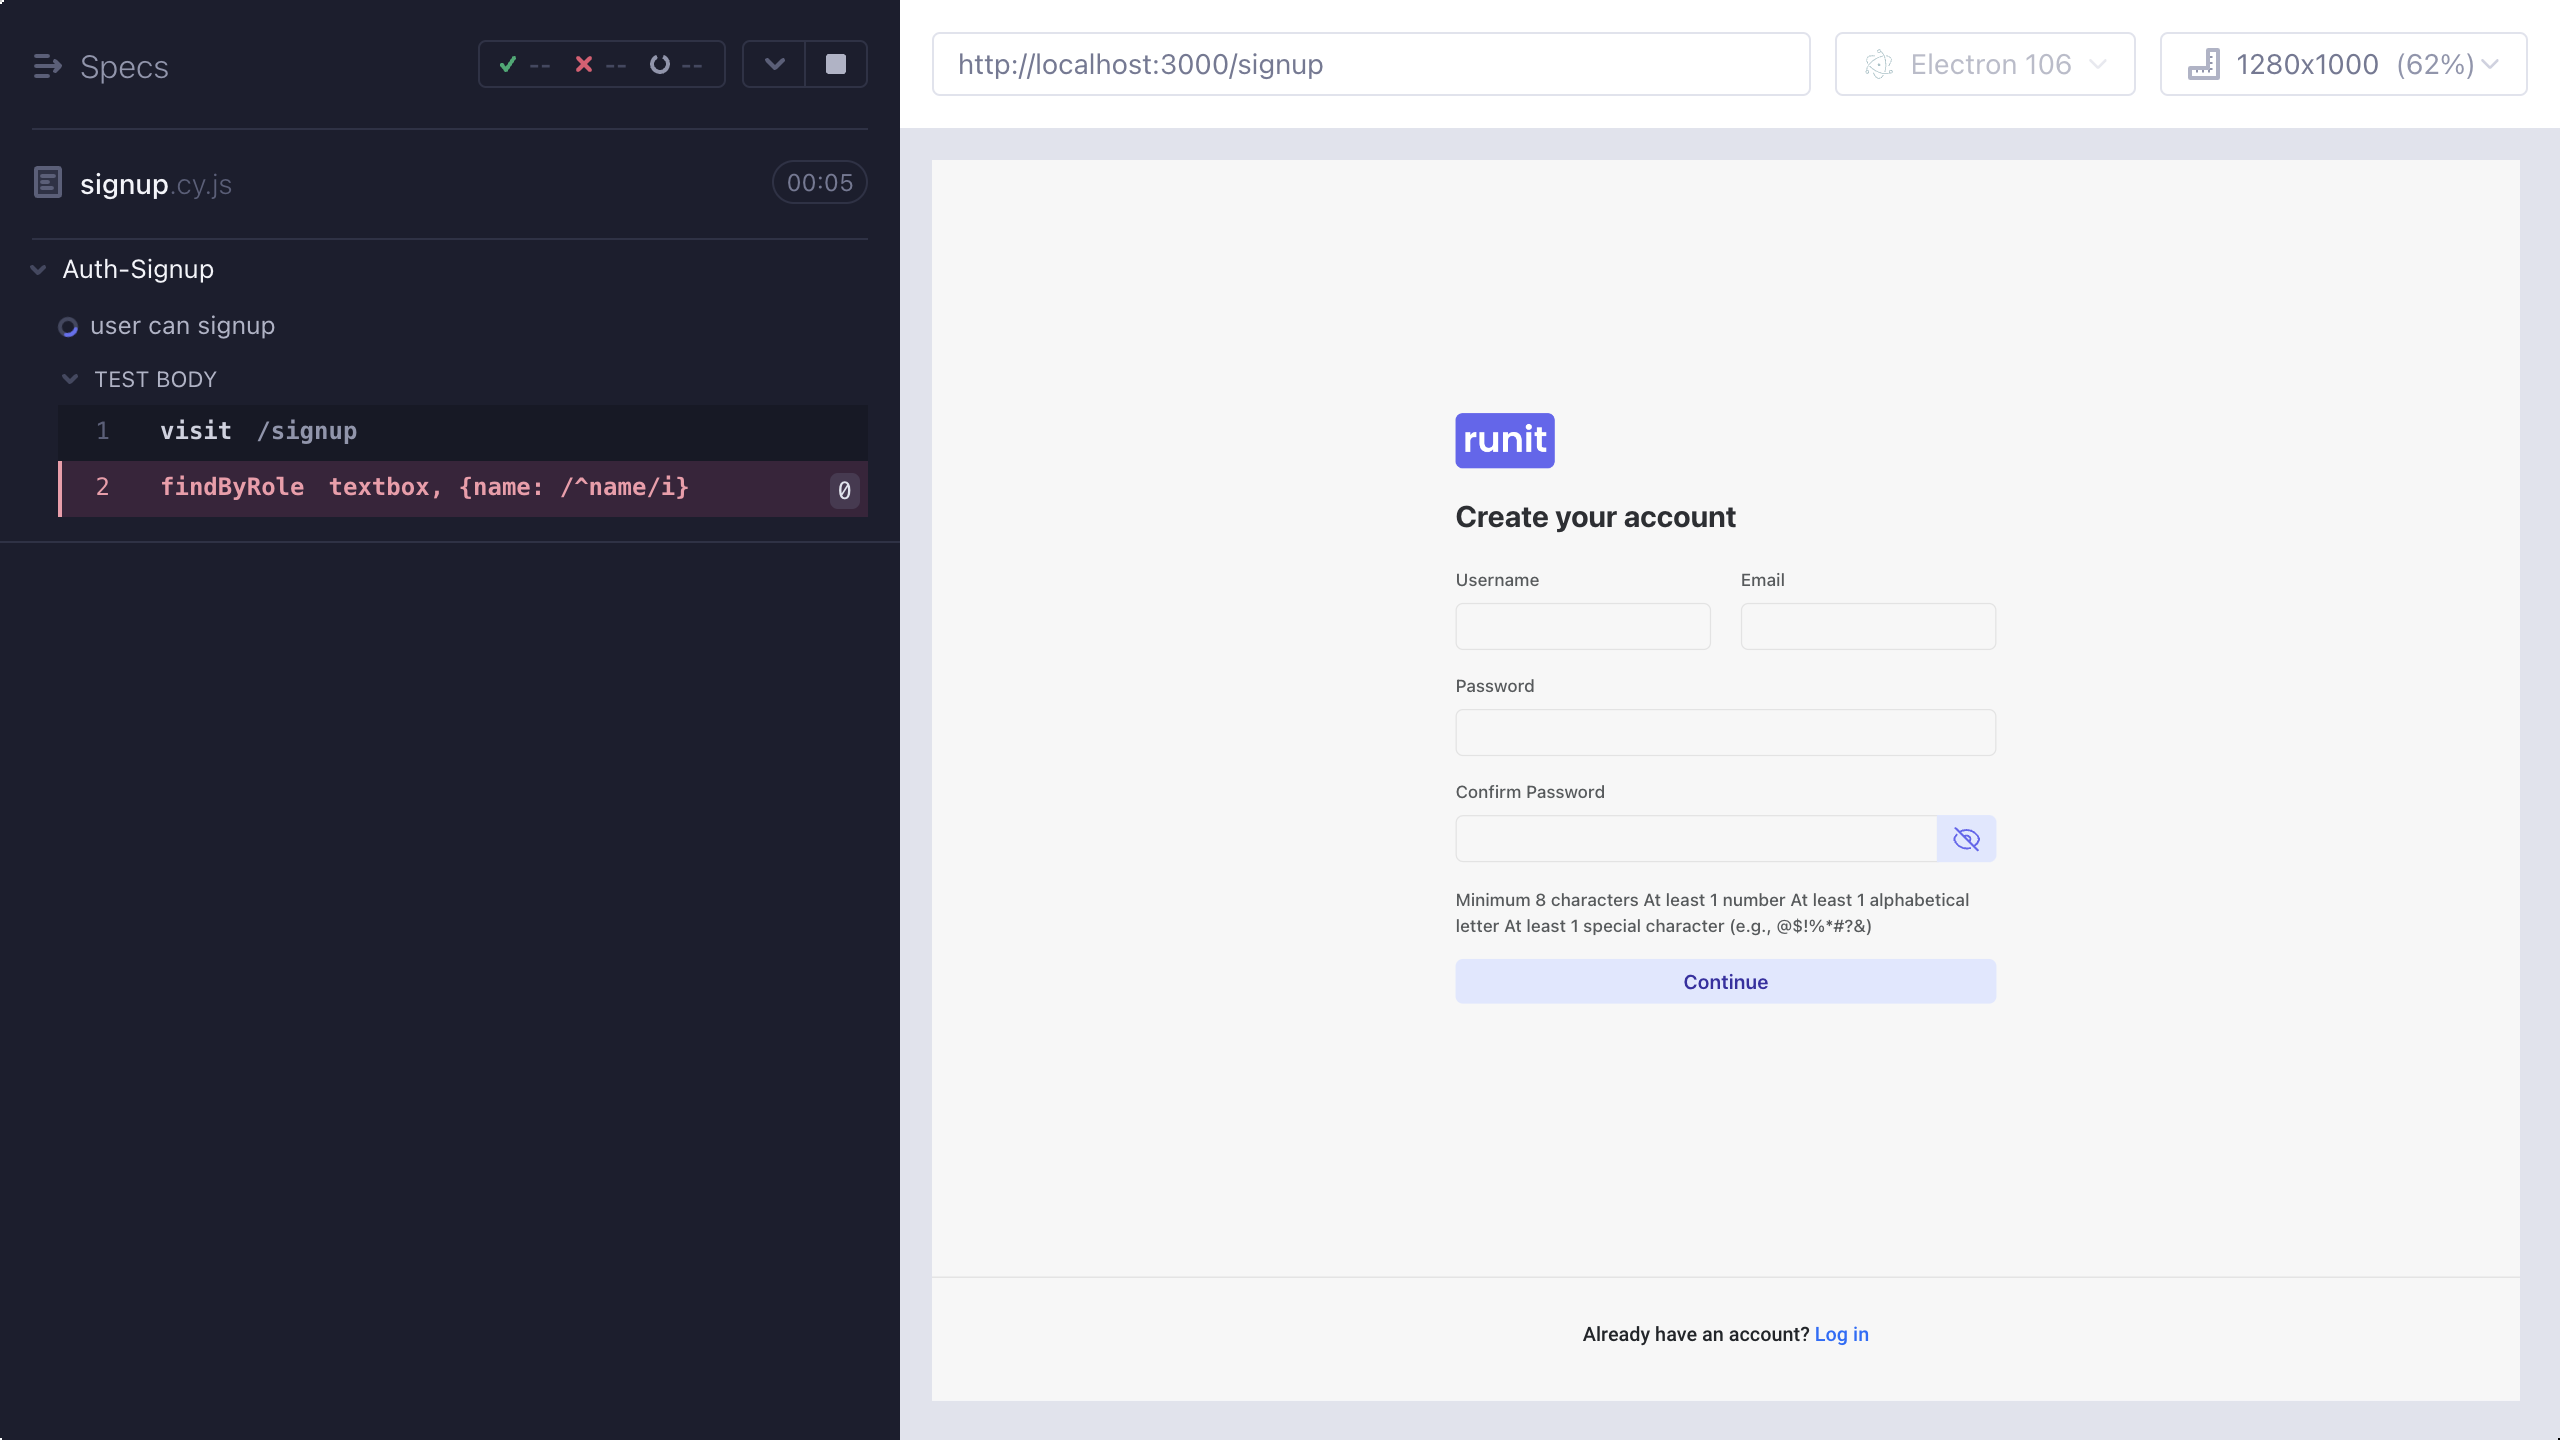 Specs
-- -- --
signup.cy.js
00:05
Auth-Signup
user can signup
TEST BODY
1 visit /signup
2 findByRole textbox, {name: /^name/i} 0
http://localhost:3000/signup
Electron 106
1280x1000 (62%)
runit
Create your account
Username Email
Password
Confirm Password
Minimum 8 characters At least 1 number At least 1 alphabetical
letter At least 1 special character (e.g., @$!%*#?&)
Continue
Already have an account? Log in